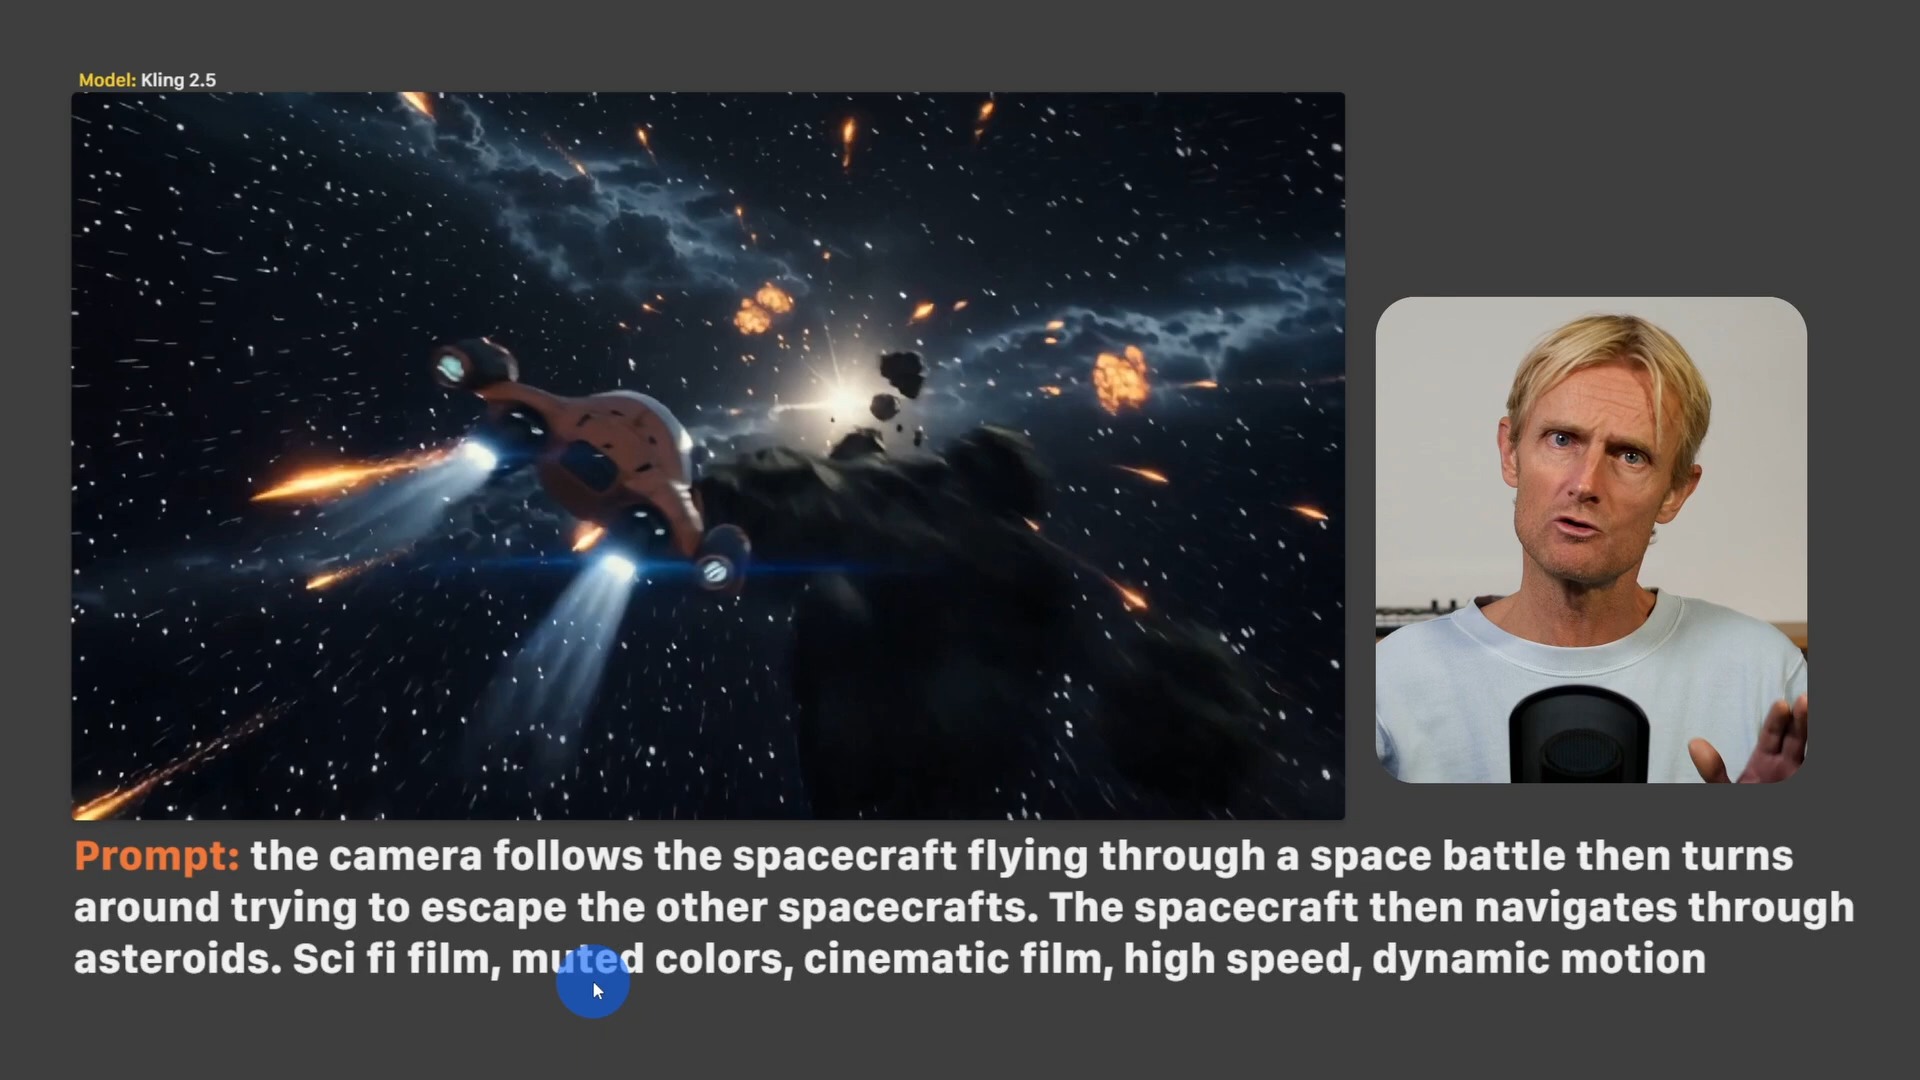 Model: Kling 2.5
Prompt: the camera follows the spacecraft flying through a space battle then turns
around trying to escape the other spacecrafts. The spacecraft then navigates through
asteroids. Sci fi film, muted colors, cinematic film, high speed, dynamic motion